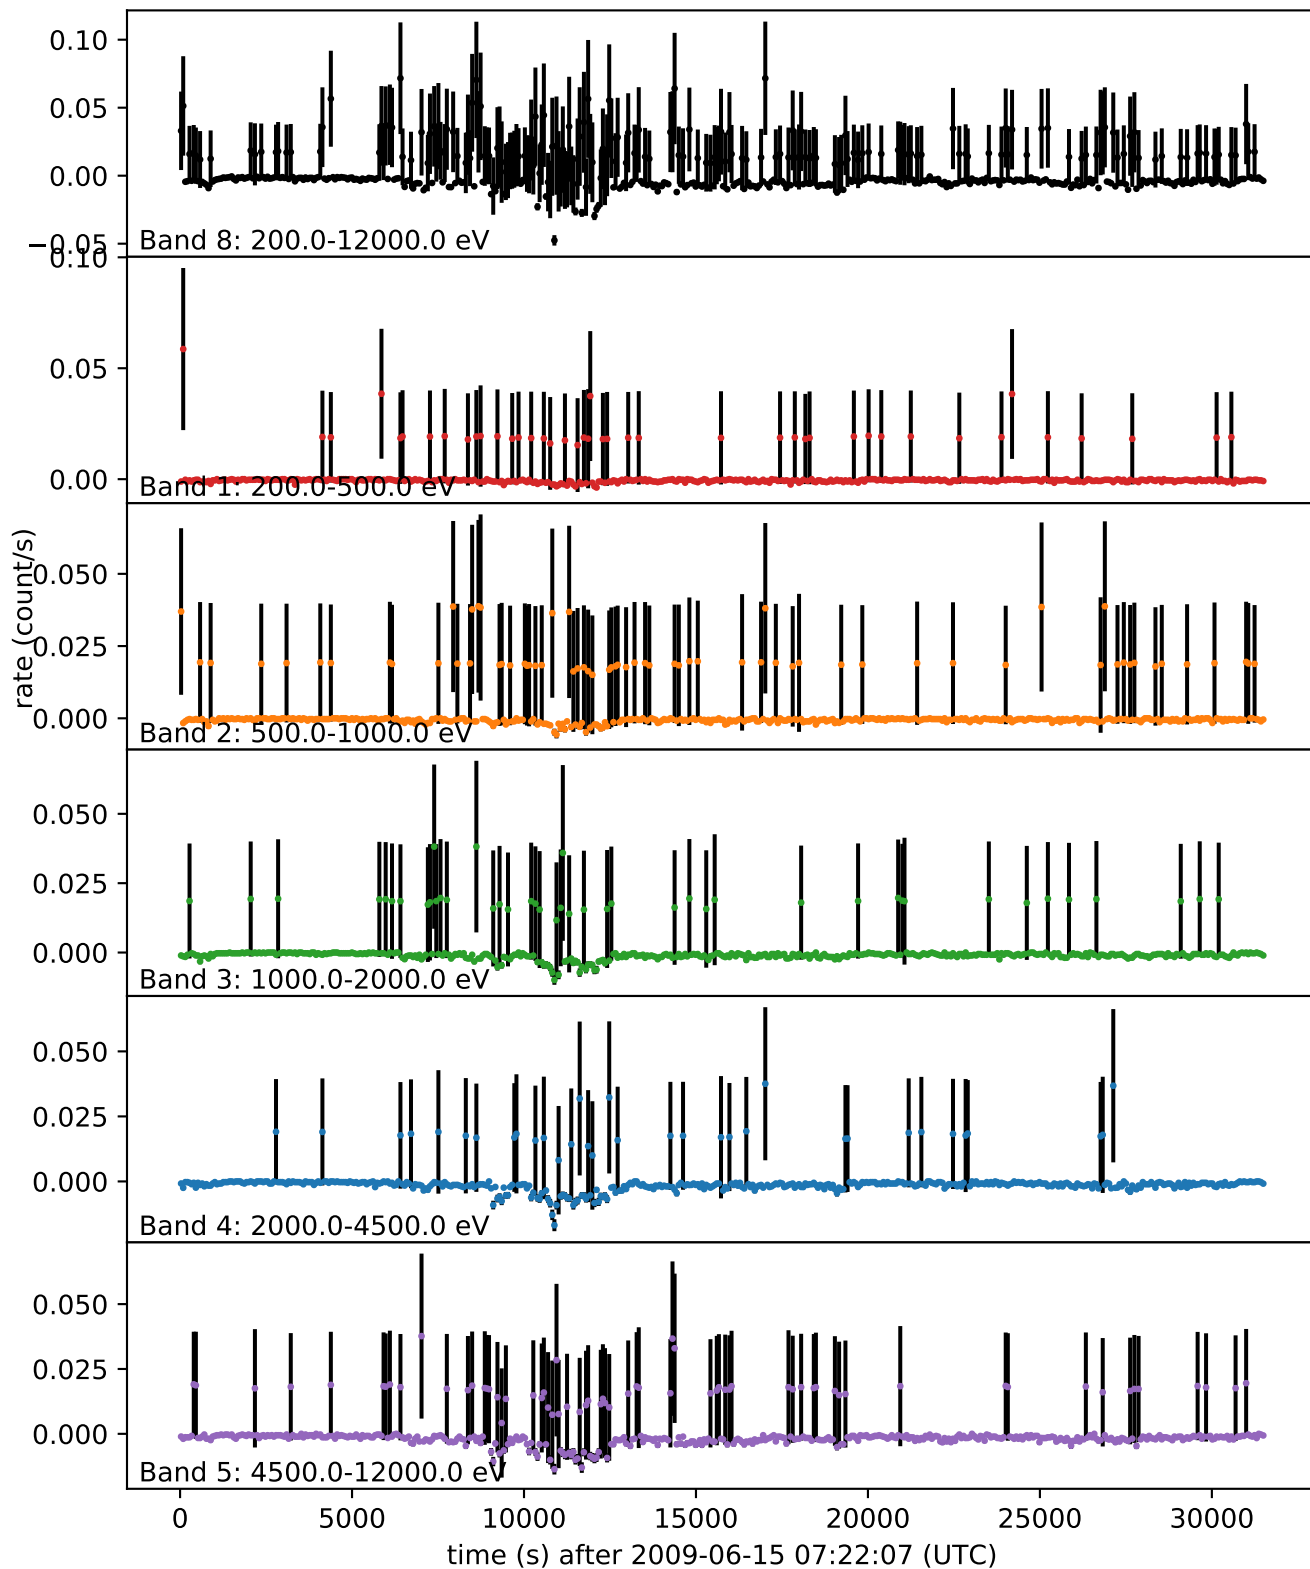 0.10
0.05
0.00
−0.05
Band 8: 200.0-12000.0 eV
0.10
0.05
0.00
Band 1: 200.0-500.0 eV
rate (count/s)
0.050
0.025
0.000
Band 2: 500.0-1000.0 eV
0.050
0.025
0.000
Band 3: 1000.0-2000.0 eV
0.050
0.025
0.000
Band 4: 2000.0-4500.0 eV
0.050
0.025
0.000
Band 5: 4500.0-12000.0 eV
0 5000 10000 15000 20000 25000 30000
time (s) after 2009-06-15 07:22:07 (UTC)